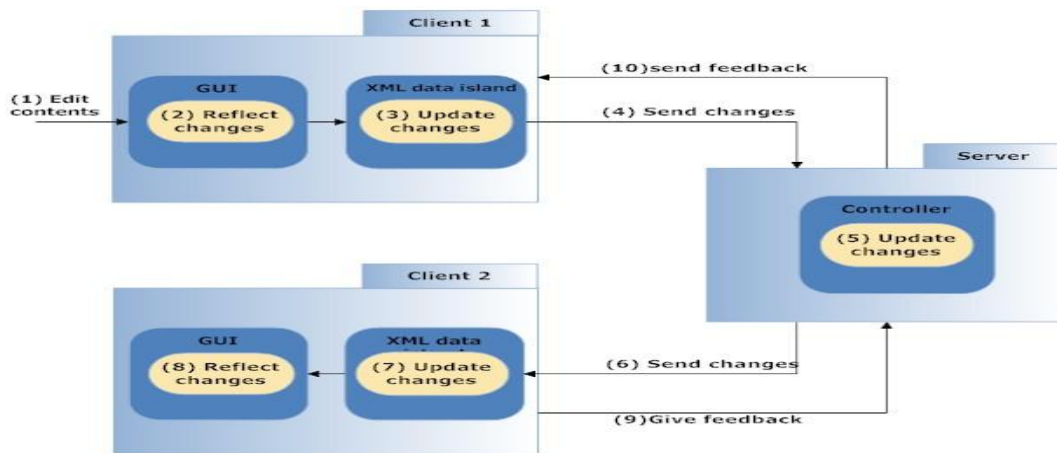 Client 1
GUI
XML data island
(1) Edit
contents
(2) Reflect
changes
(3) Update
changes
(10)send feedback
(4) Send changes
Server
Controller
(5) Update
changes
Client 2
GUI
XML data
(8) Reflect
changes
(7) Update
changes
(6) Send changes
(9)Give feedback